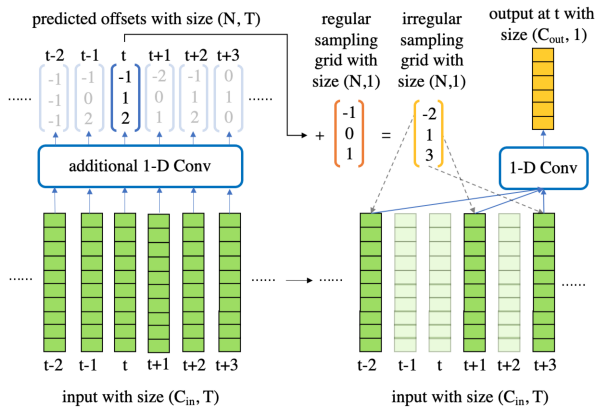 predicted offsets with size (N, T)
t-2 t-1 t t+1 t+2 t+3
-1 -1 -1 -2 -1 0
...... -1 0 1 0 1 1 ......
-1 2 2 1 -1 0
additional 1-D Conv
...... ......
t-2 t-1 t t+1 t+2 t+3
input with size (Cin, T)
regular
sampling
grid with
size (N,1)
irregular
sampling
grid with
size (N,1)
-1 -2
+ 0 = 1
1 3
output at t with
size (Cout, 1)
1-D Conv
...... ......
t-2 t-1 t t+1 t+2 t+3
input with size (Cin, T)